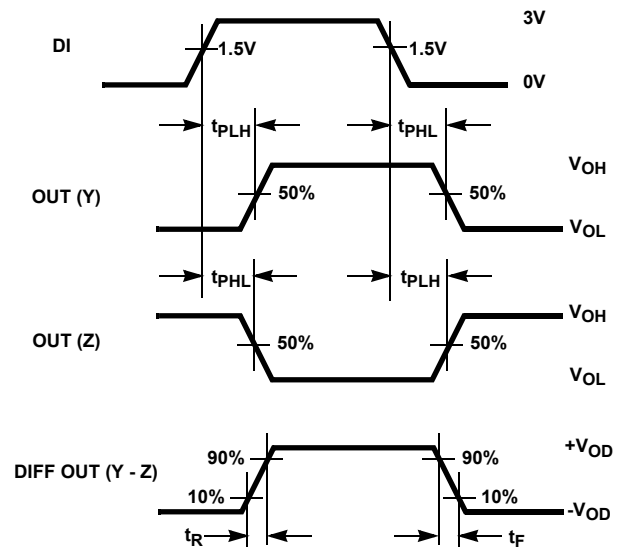 3V
DI
1.5V
1.5V
0V
tPLH
tPHL
VOH
OUT (Y)
50%
50%
VOL
tPHL
tPLH
VOH
OUT (Z)
50%
50%
VOL
+VOD
90%
90%
DIFF OUT (Y - Z)
10%
10%
-VOD
tR
tF